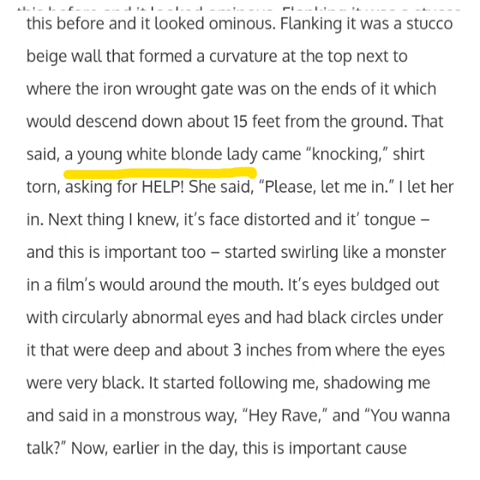 this before and it looked ominous. Flanking it was a stucco
beige wall that formed a curvature at the top next to
where the iron wrought gate was on the ends of it which
would descend down about 15 feet from the ground. That
said, a young white blonde lady came “knocking,” shirt
torn, asking for HELP! She said, “Please, let me in.” I let her
in. Next thing I knew, it’s face distorted and it’ tongue –
and this is important too – started swirling like a monster
in a film’s would around the mouth. It’s eyes buldged out
with circularly abnormal eyes and had black circles under
it that were deep and about 3 inches from where the eyes
were very black. It started following me, shadowing me
and said in a monstrous way, “Hey Rave,” and “You wanna
talk?” Now, earlier in the day, this is important cause